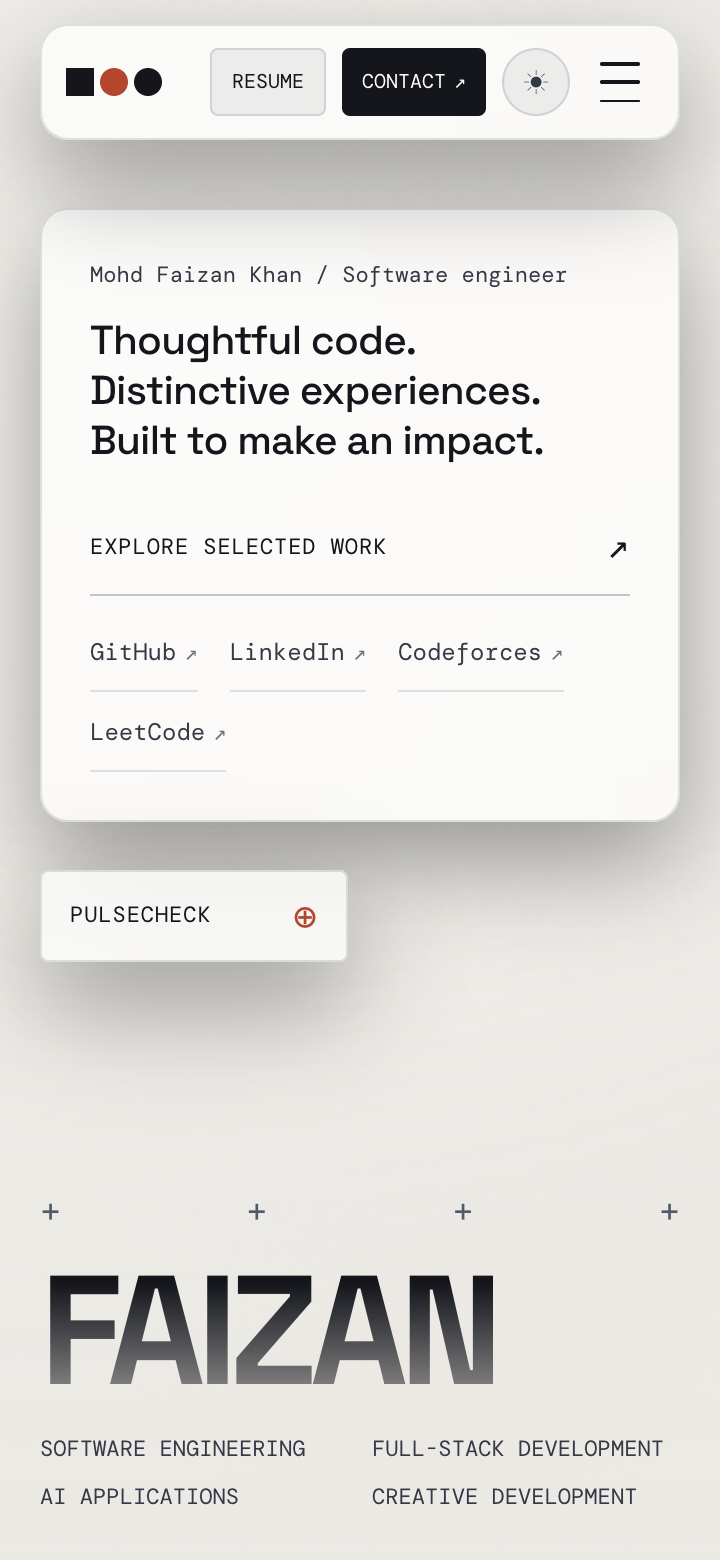 RESUME
CONTACT ↗
Mohd Faizan Khan / Software engineer
Thoughtful code.
Distinctive experiences.
Built to make an impact.
EXPLORE SELECTED WORK ↗
GitHub ↗ LinkedIn ↗ Codeforces ↗
LeetCode ↗
PULSECHECK ⊕
+ + + +
FAIZAN
SOFTWARE ENGINEERING FULL-STACK DEVELOPMENT
AI APPLICATIONS CREATIVE DEVELOPMENT